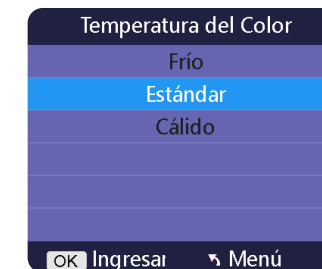 Temperatura del Color
Frío
Estándar
Cálido
OK Ingresar Menú